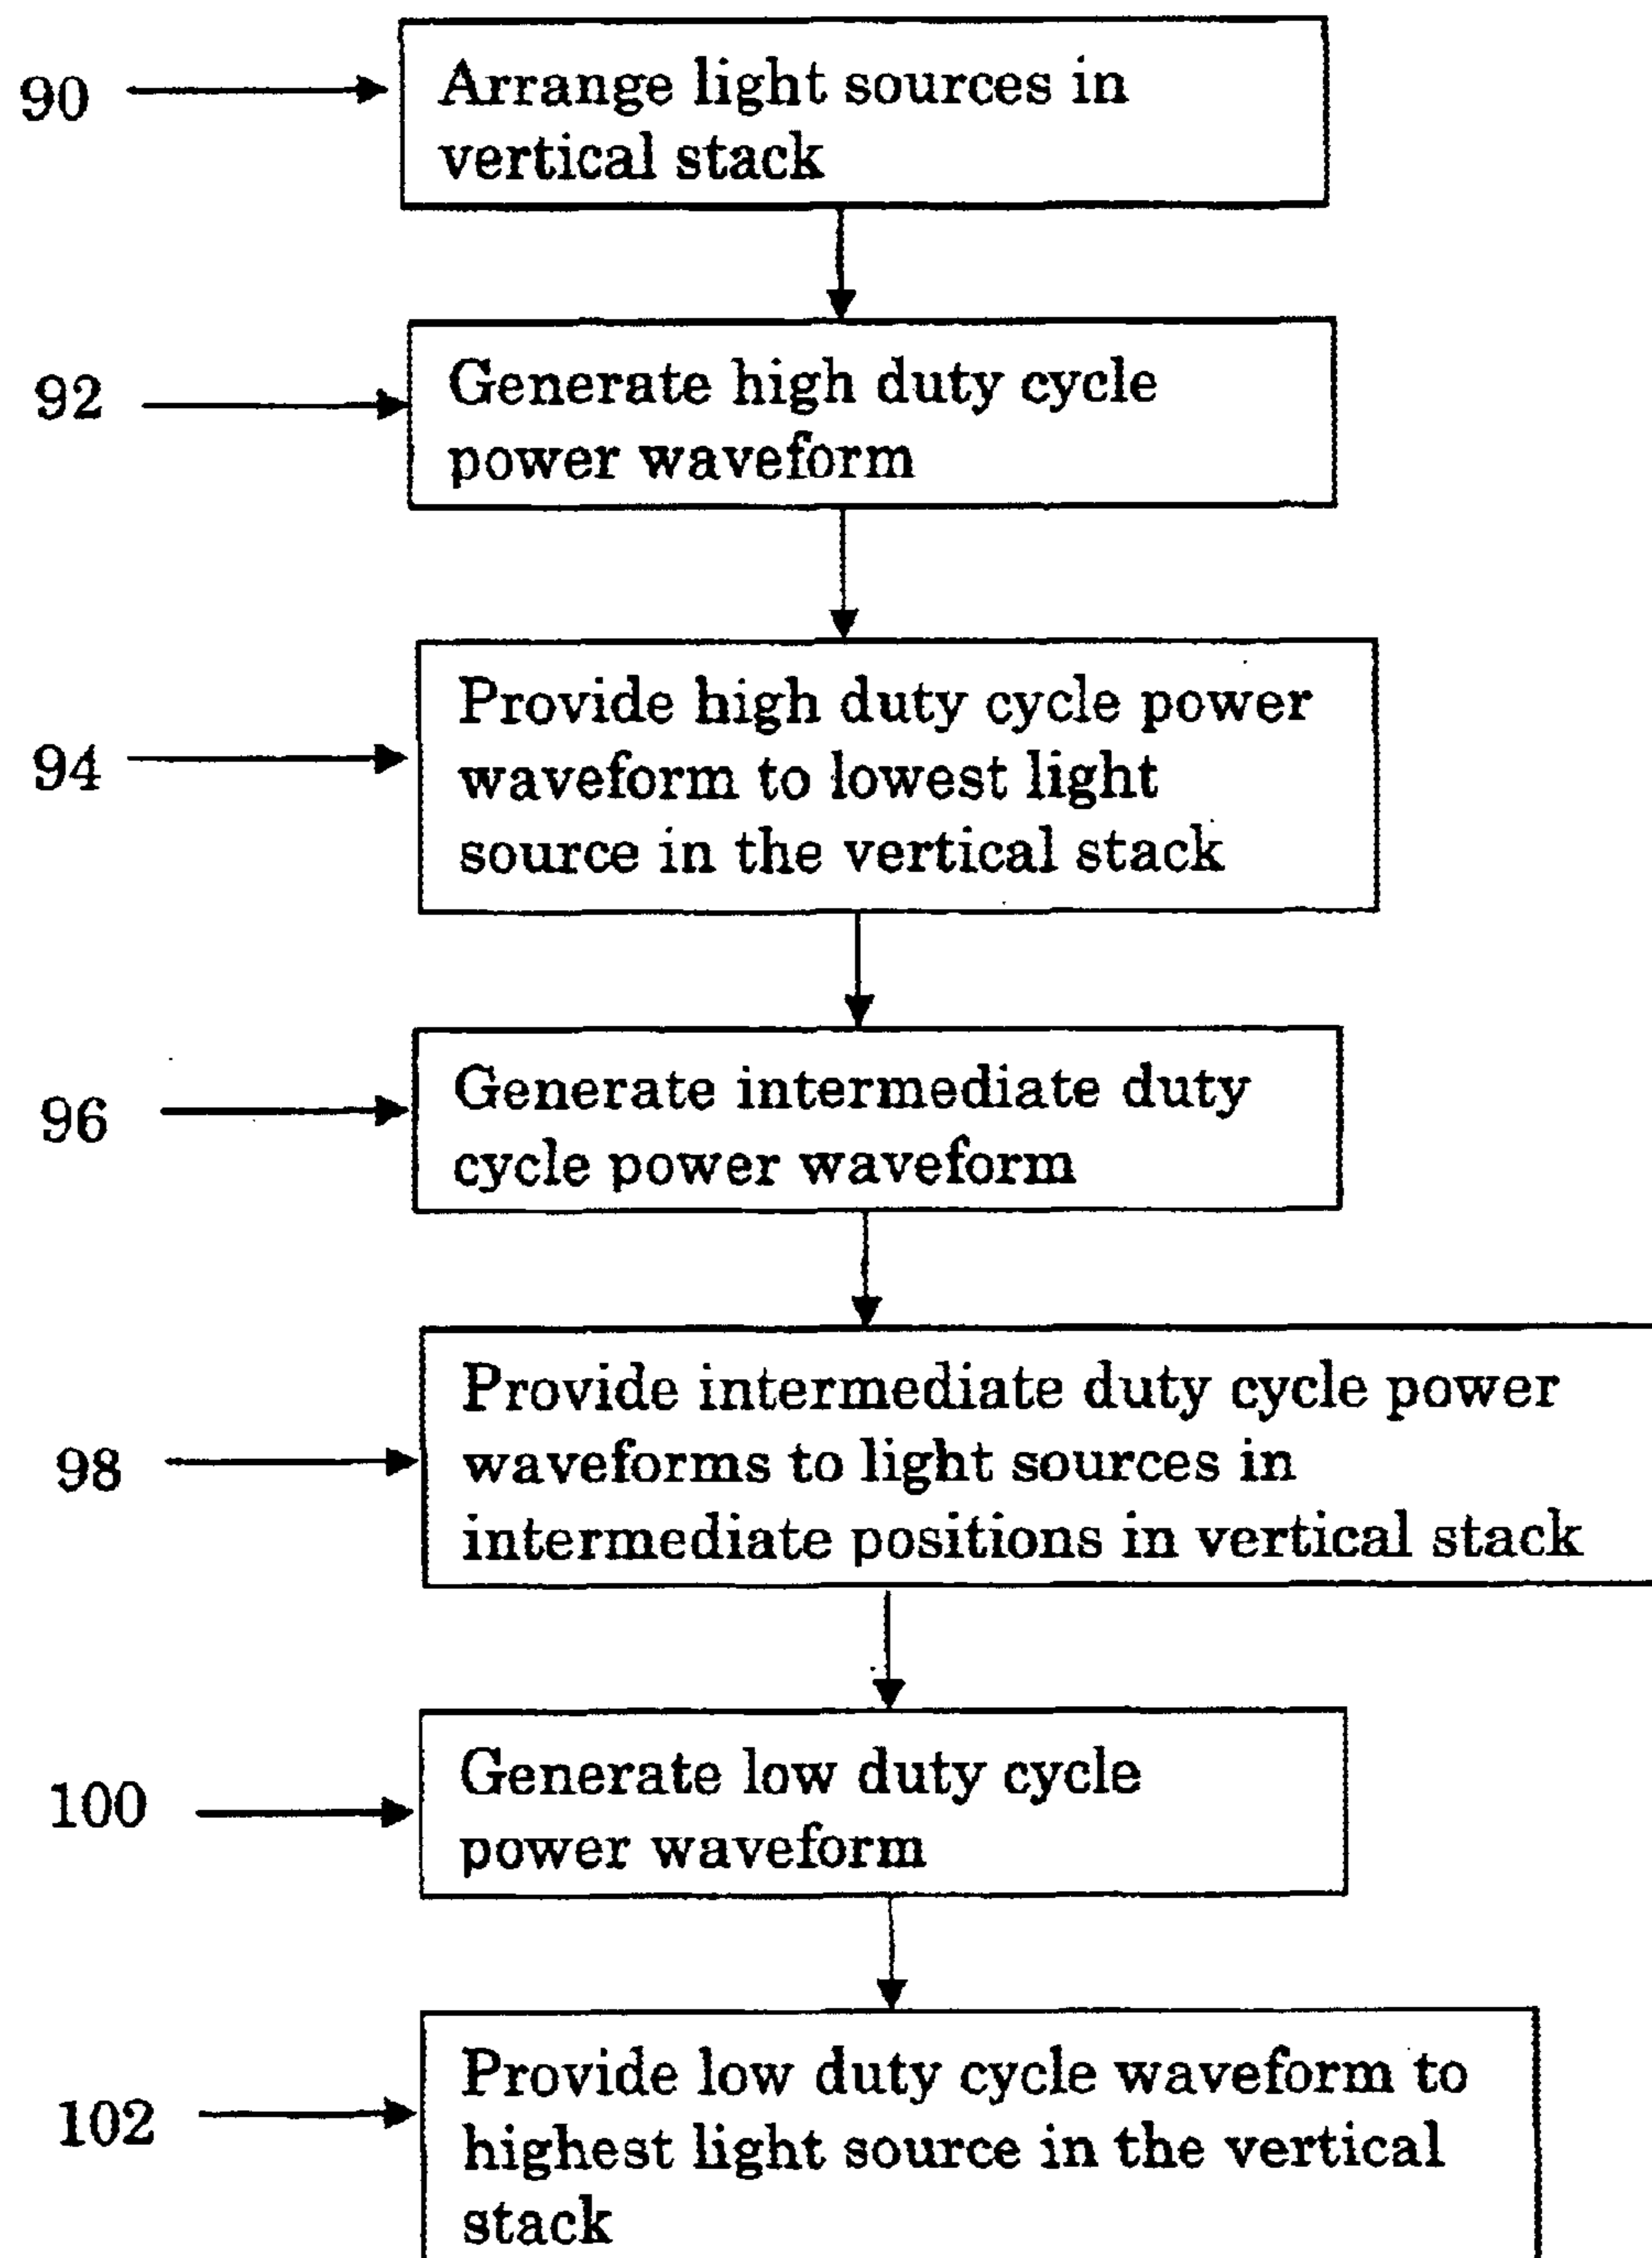 90
Arrange light sources in
vertical stack
92
Generate high duty cycle
power waveform
94
Provide high duty cycle power
waveform to lowest light
source in the vertical stack
96
Generate intermediate duty
cycle power waveform
98
Provide intermediate duty cycle power
waveforms to light sources in
intermediate positions in vertical stack
100
Generate low duty cycle
power waveform
102
Provide low duty cycle waveform to
highest light source in the vertical
stack